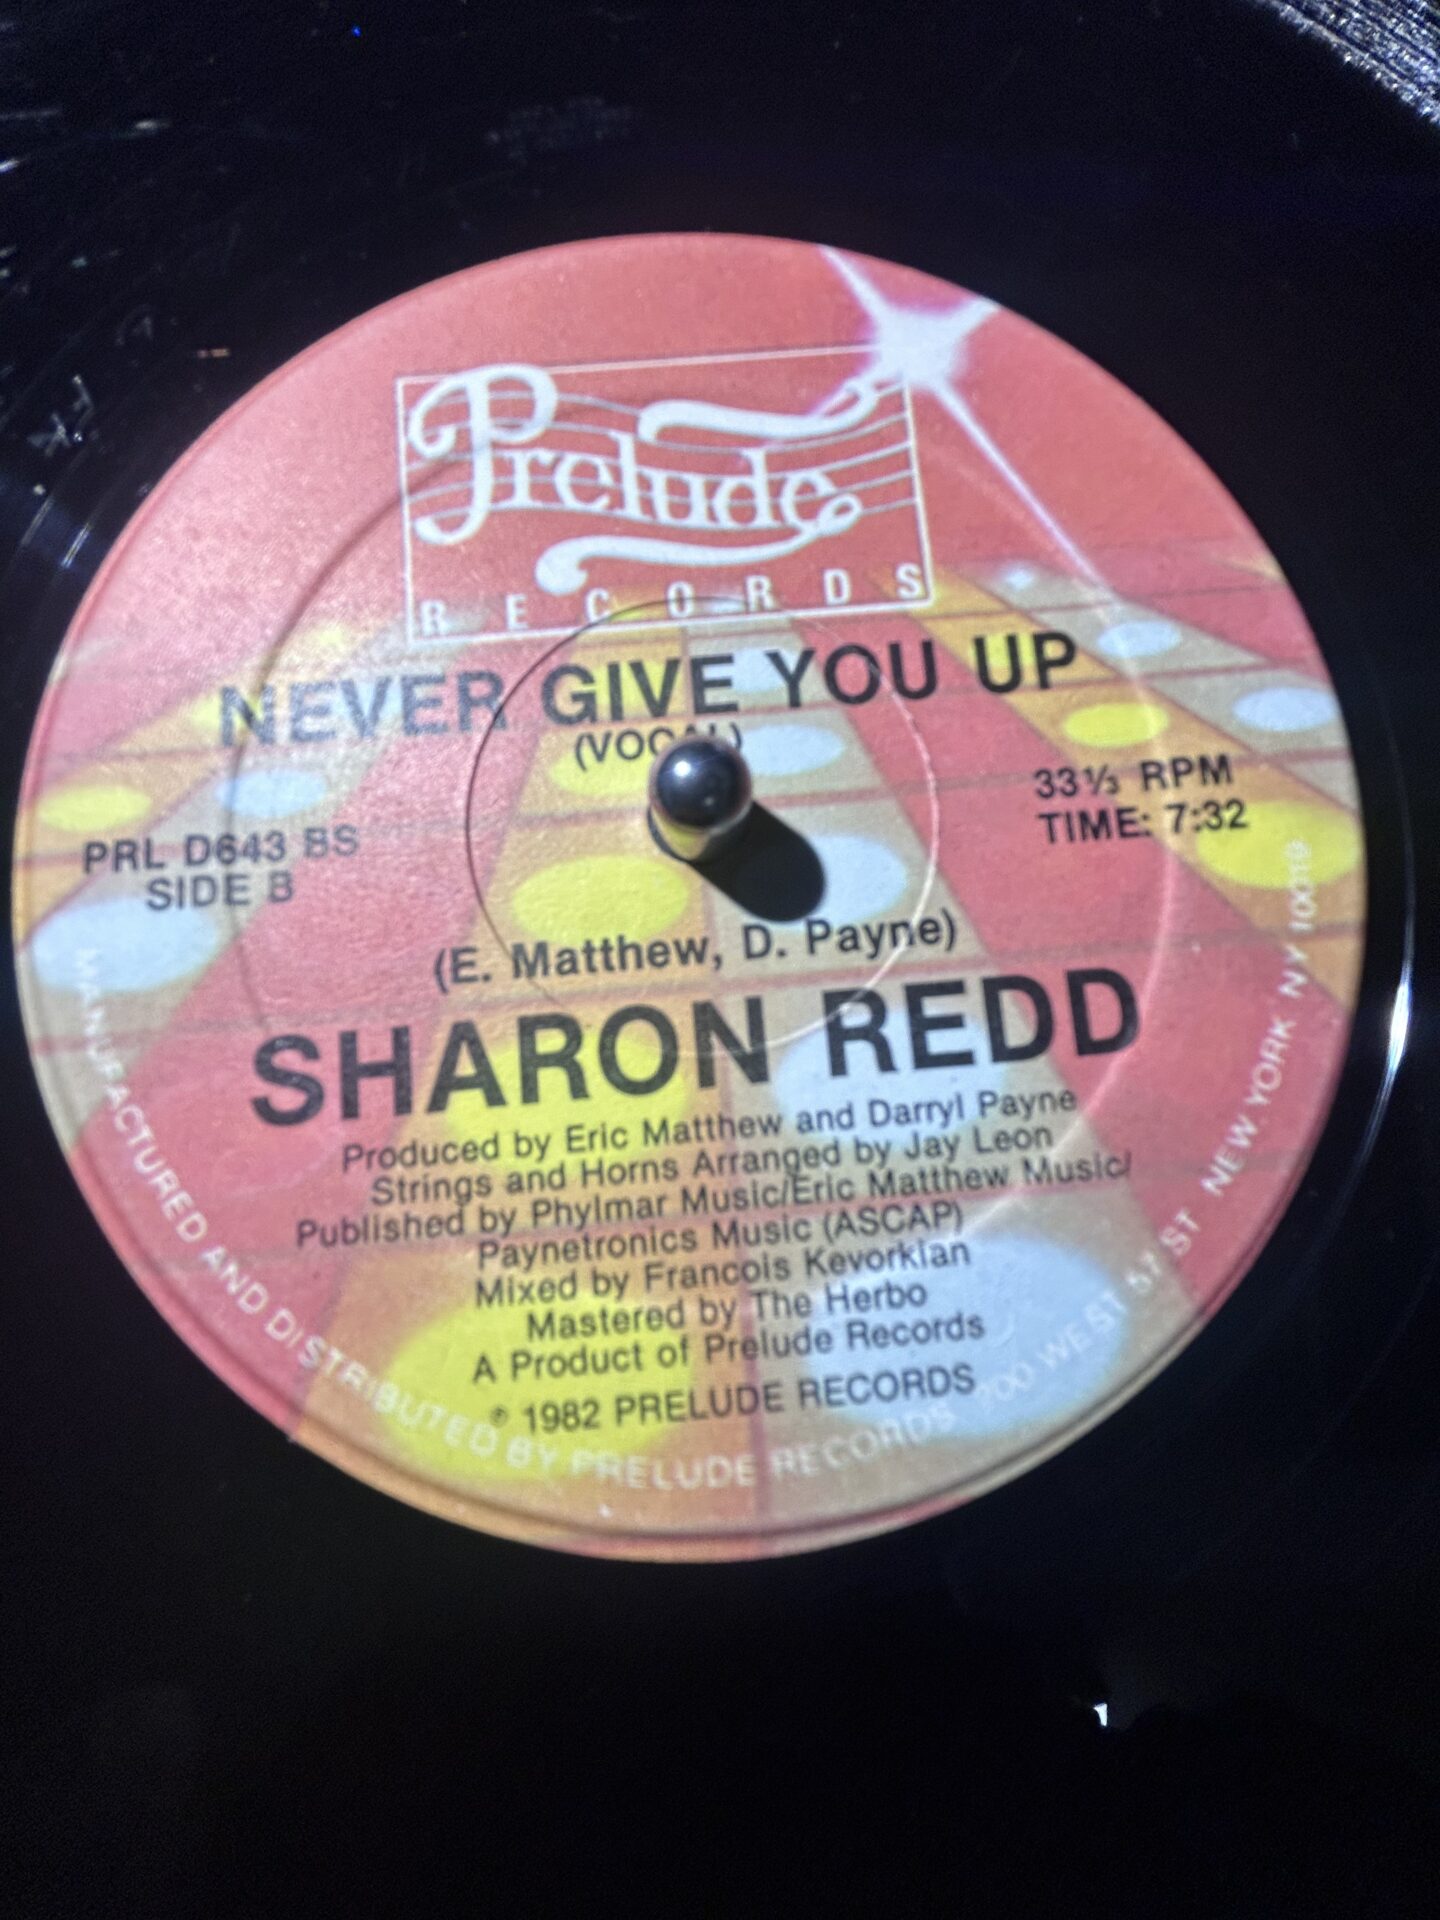 Prelude
RECORDS
NEVER GIVE YOU UP
(VOCAL)
33⅓ RPM
TIME: 7:32
PRL D643 BS
SIDE B
(E. Matthew, D. Payne)
SHARON REDD
Produced by Eric Matthew and Darryl Payne
Strings and Horns Arranged by Jay Leon
Published by Phylmar Music/Eric Matthew Music/
Paynetronics Music (ASCAP)
Mixed by Francois Kevorkian
Mastered by The Herbo
A Product of Prelude Records
℗ 1982 PRELUDE RECORDS
MANUFACTURED AND DISTRIBUTED BY PRELUDE RECORDS 200 WEST 57 ST NEW YORK NY 10019